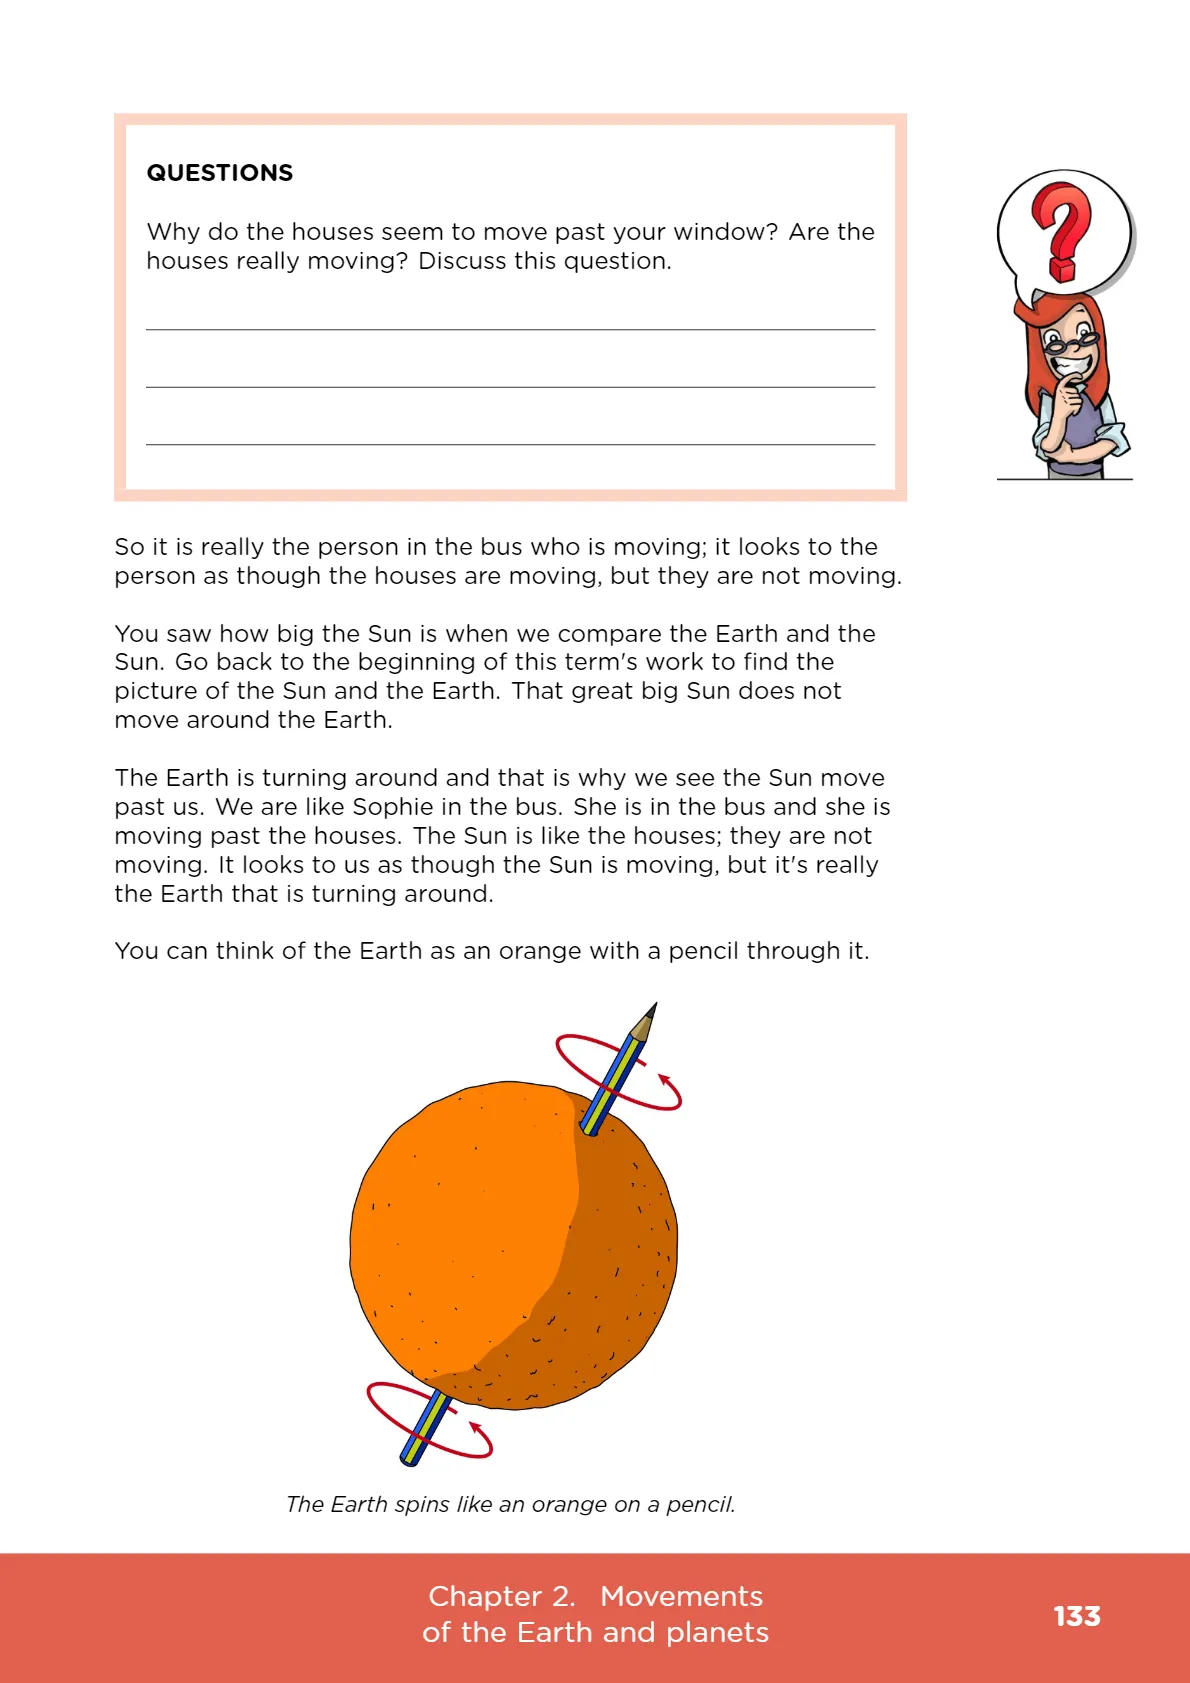 QUESTIONS
Why do the houses seem to move past your window? Are the
houses really moving? Discuss this question.
?
So it is really the person in the bus who is moving; it looks to the
person as though the houses are moving, but they are not moving.
You saw how big the Sun is when we compare the Earth and the
Sun. Go back to the beginning of this term's work to find the
picture of the Sun and the Earth. That great big Sun does not
move around the Earth.
The Earth is turning around and that is why we see the Sun move
past us. We are like Sophie in the bus. She is in the bus and she is
moving past the houses. The Sun is like the houses; they are not
moving. It looks to us as though the Sun is moving, but it's really
the Earth that is turning around.
You can think of the Earth as an orange with a pencil through it.
The Earth spins like an orange on a pencil.
Chapter 2. Movements
of the Earth and planets
133